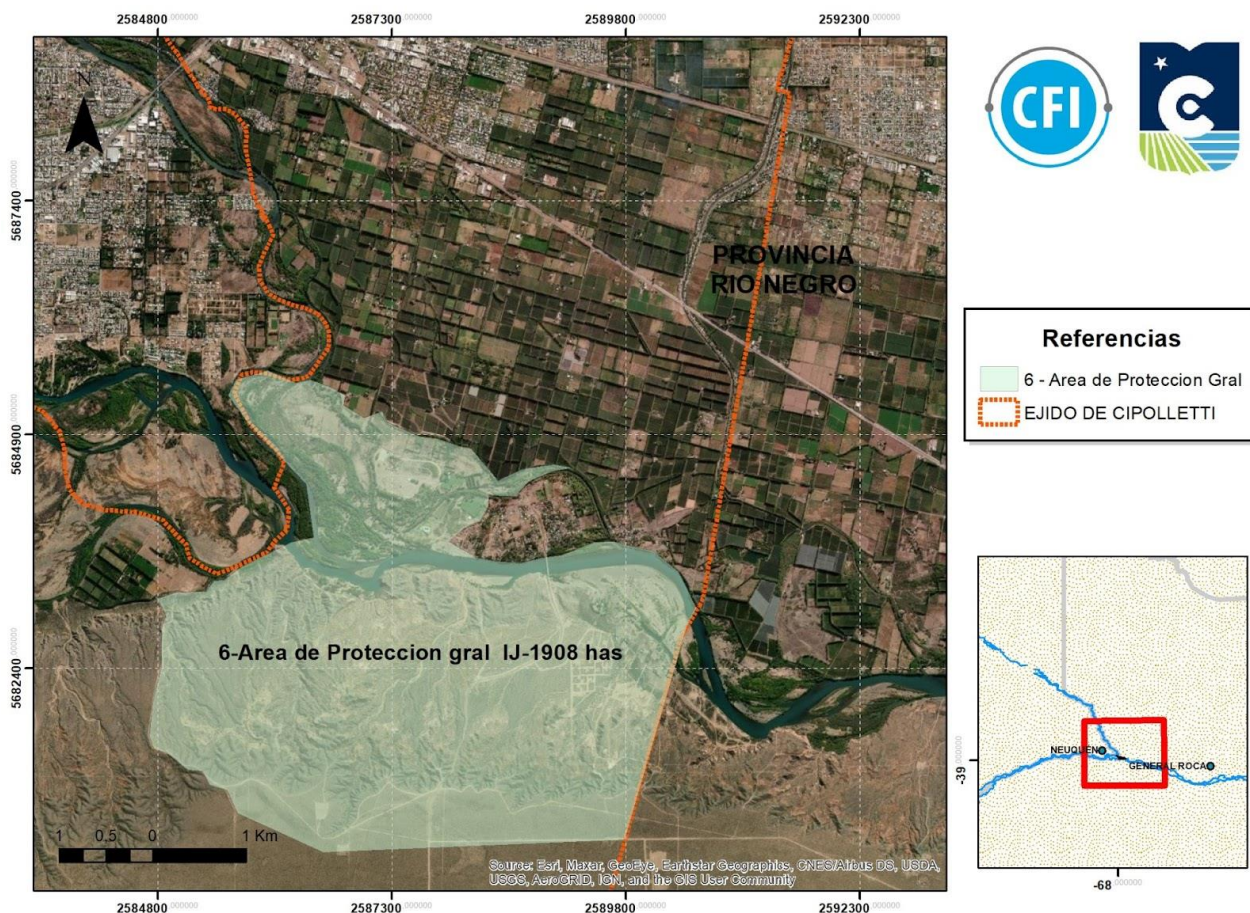 2584800.000000 2587300.000000 2589800.000000 2592300.000000
N
5687400.000000
5684900.000000
5682400.000000
PROVINCIA
RIO NEGRO
6-Area de Proteccion gral IJ-1908 has
1 0.5 0 1 Km
Source: Esri, Maxar, GeoEye, Earthstar Geographics, CNES/Airbus DS, USDA,
USGS, AeroGRID, IGN, and the GIS User Community
2584800.000000 2587300.000000 2589800.000000 2592300.000000
CFI
C
Referencias
6 - Area de Proteccion Gral
EJIDO DE CIPOLLETTI
NEUQUEN
GENERAL ROCA
-39.000000
-68.000000